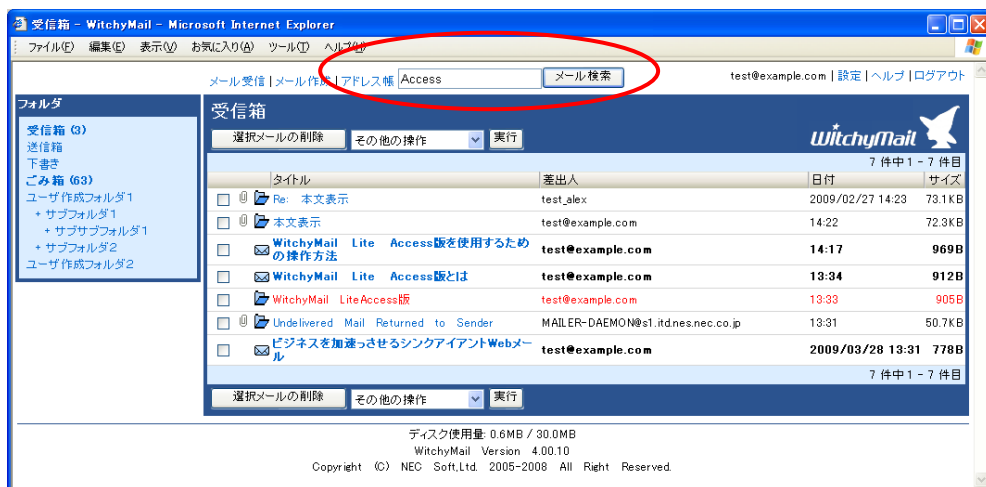 受信箱 - WitchyMail - Microsoft Internet Explorer
ファイル(F) 編集(E) 表示(V) お気に入り(A) ツール(T) ヘルプ(H)
メール受信 | メール作成 | アドレス帳 Access メール検索 test@example.com | 設定 | ヘルプ | ログアウト
フォルダ
受信箱 (3)
送信箱
下書き
ごみ箱 (63)
ユーザ作成フォルダ1
+ サブフォルダ1
+ サブサブフォルダ1
+ サブフォルダ2
ユーザ作成フォルダ2
受信箱
選択メールの削除 その他の操作 実行 WitchyMail
7 件中 1 - 7 件目
タイトル 差出人 日付 サイズ
Re: 本文表示 test_alex 2009/02/27 14:23 73.1KB
本文表示 test@example.com 14:22 72.3KB
WitchyMail Lite Access版を使用するため
の操作方法 test@example.com 14:17 969B
WitchyMail Lite Access版とは test@example.com 13:34 912B
WitchyMail LiteAccess版 test@example.com 13:33 905B
Undelivered Mail Returned to Sender MAILER-DAEMON@s1.itd.nes.nec.co.jp 13:31 50.7KB
ビジネスを加速っさせるシンクアイアントWebメー
ル test@example.com 2009/03/28 13:31 778B
7 件中 1 - 7 件目
選択メールの削除 その他の操作 実行
ディスク使用量: 0.6MB / 30.0MB
WitchyMail Version 4.00.10
Copyright (C) NEC Soft,Ltd. 2005-2008 All Right Reserved.